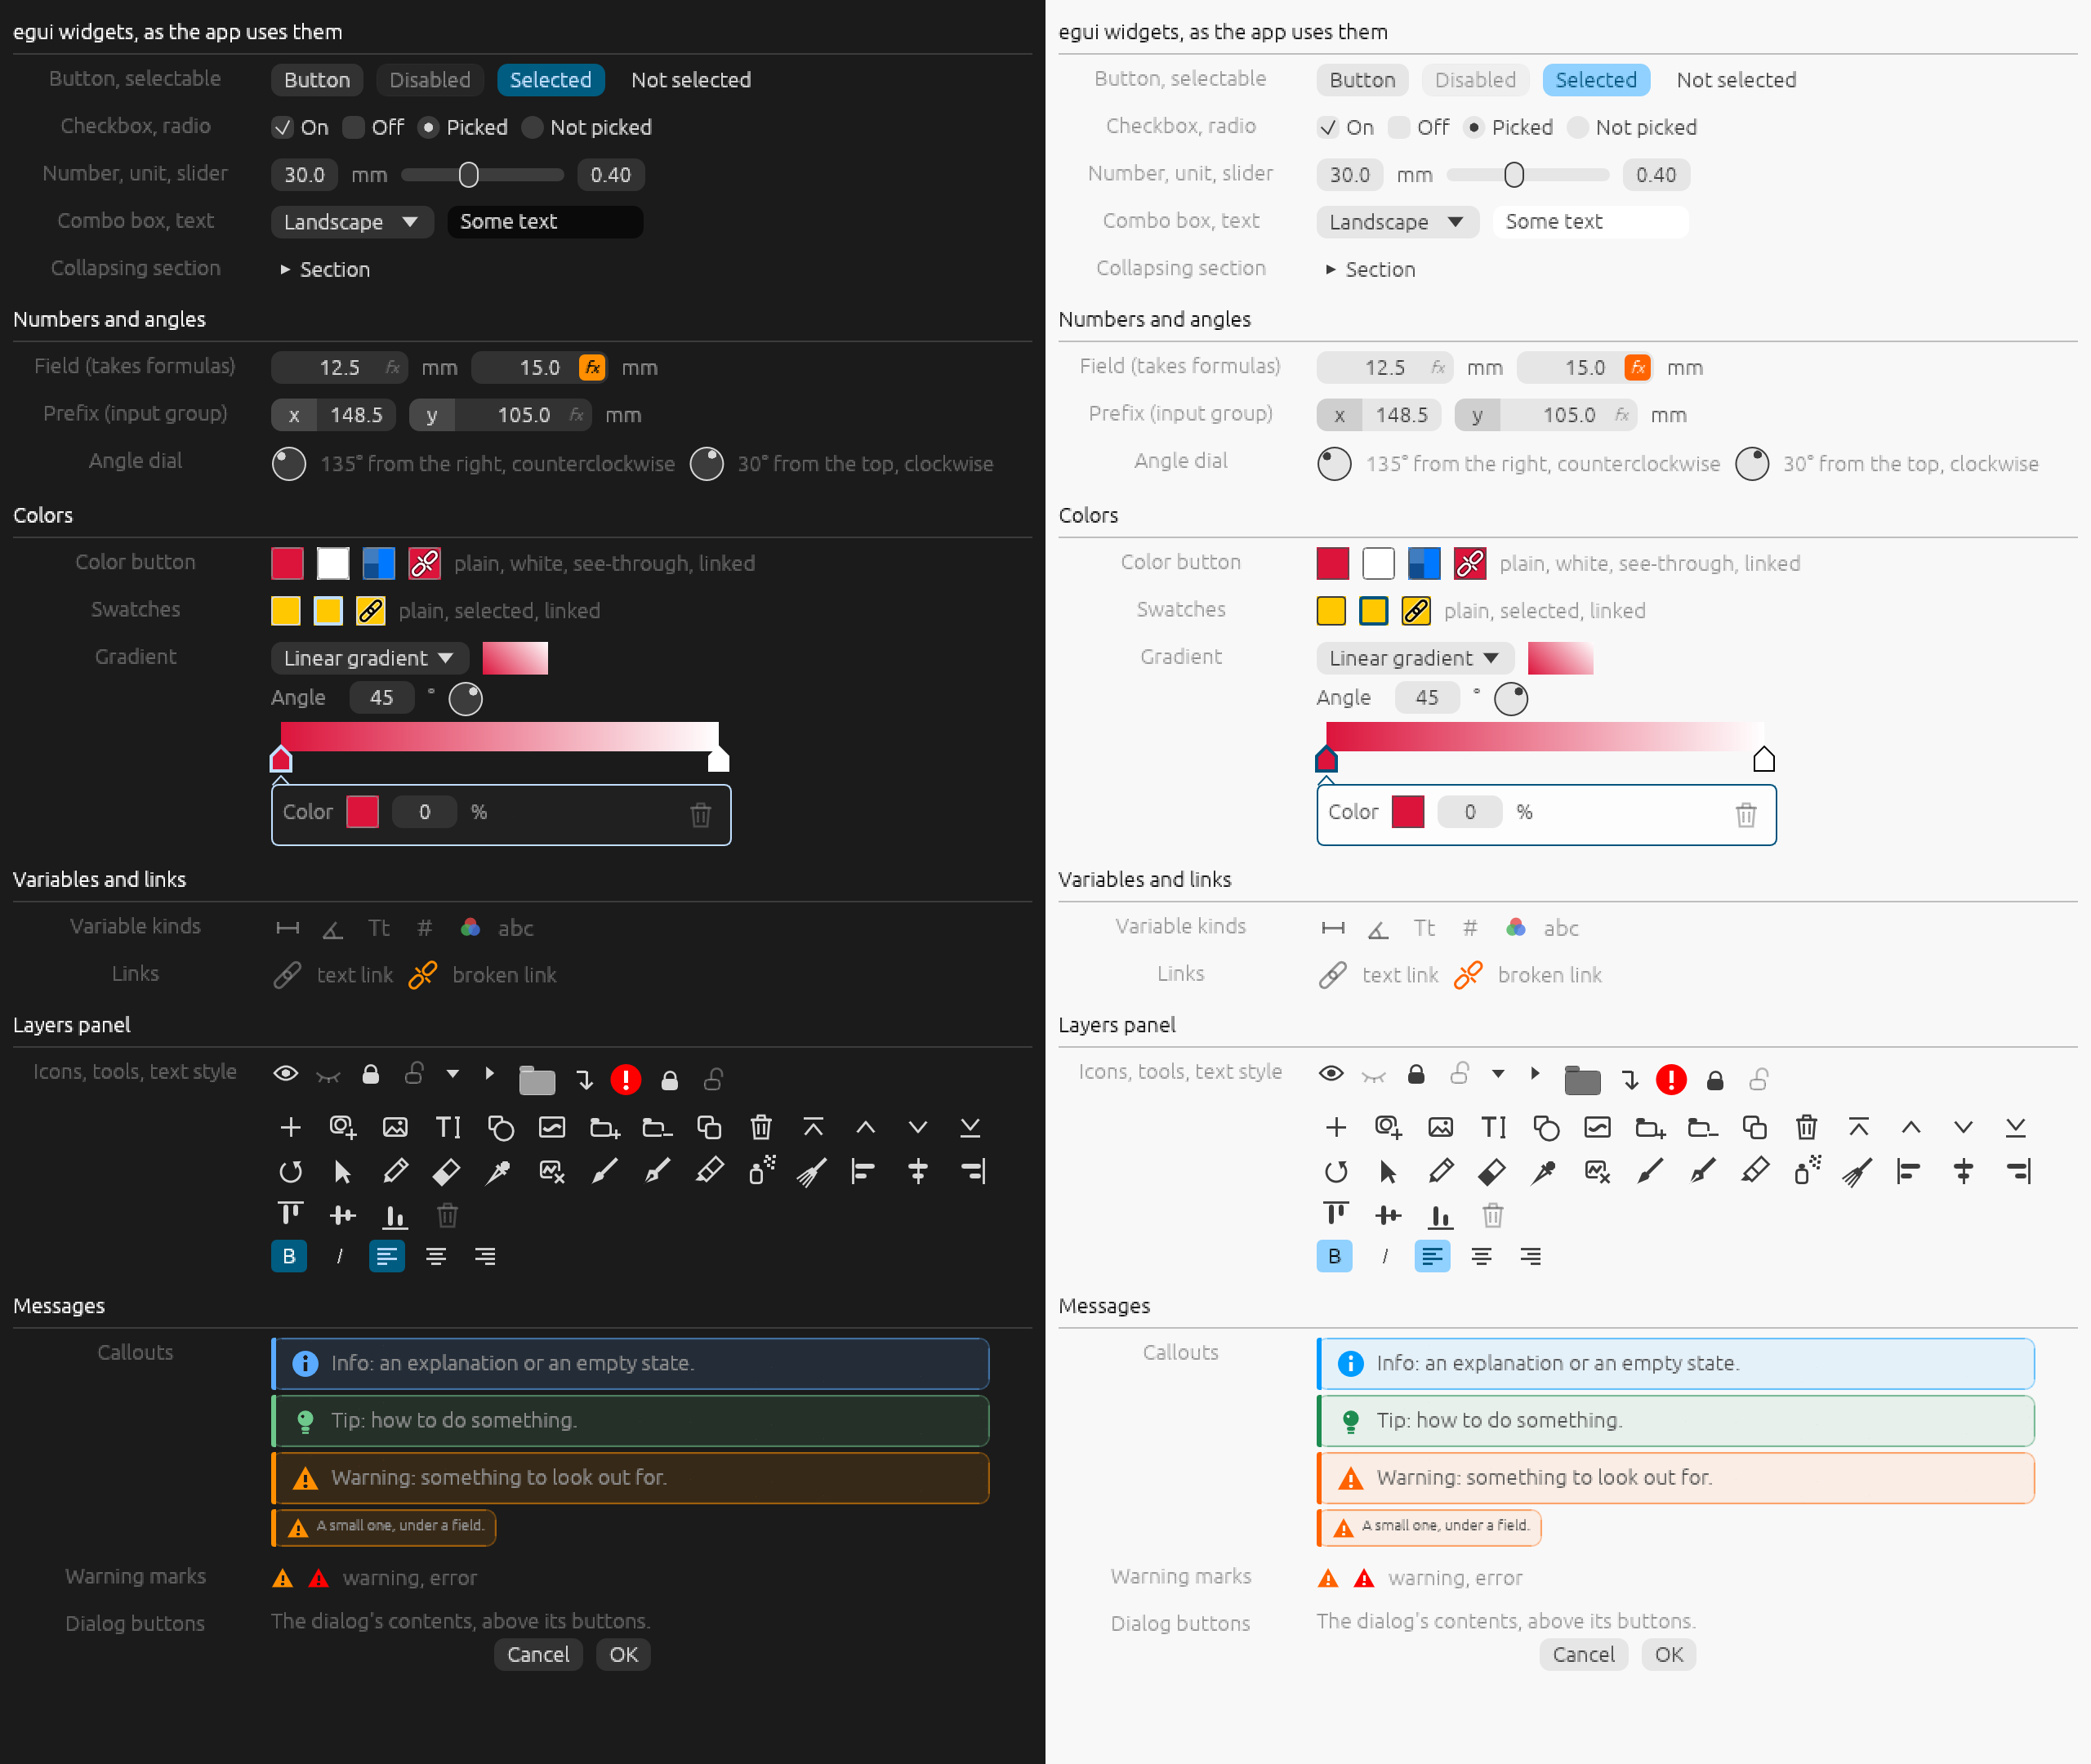 egui widgets, as the app uses them
Button, selectable Button Disabled Selected Not selected
Checkbox, radio On Off Picked Not picked
Number, unit, slider 30.0 mm 0.40
Combo box, text Landscape Some text
Collapsing section Section
Numbers and angles
Field (takes formulas) 12.5 fx mm 15.0 fx mm
Prefix (input group) x 148.5 y 105.0 fx mm
Angle dial 135° from the right, counterclockwise 30° from the top, clockwise
Colors
Color button plain, white, see-through, linked
Swatches plain, selected, linked
Gradient Linear gradient
Angle 45 °
Color 0 %
Variables and links
Variable kinds Tt # abc
Links text link broken link
Layers panel
Icons, tools, text style
B I
Messages
Callouts Info: an explanation or an empty state.
Tip: how to do something.
Warning: something to look out for.
A small one, under a field.
Warning marks warning, error
Dialog buttons The dialog's contents, above its buttons.
Cancel OK
egui widgets, as the app uses them
Button, selectable Button Disabled Selected Not selected
Checkbox, radio On Off Picked Not picked
Number, unit, slider 30.0 mm 0.40
Combo box, text Landscape Some text
Collapsing section Section
Numbers and angles
Field (takes formulas) 12.5 fx mm 15.0 fx mm
Prefix (input group) x 148.5 y 105.0 fx mm
Angle dial 135° from the right, counterclockwise 30° from the top, clockwise
Colors
Color button plain, white, see-through, linked
Swatches plain, selected, linked
Gradient Linear gradient
Angle 45 °
Color 0 %
Variables and links
Variable kinds Tt # abc
Links text link broken link
Layers panel
Icons, tools, text style
B I
Messages
Callouts Info: an explanation or an empty state.
Tip: how to do something.
Warning: something to look out for.
A small one, under a field.
Warning marks warning, error
Dialog buttons The dialog's contents, above its buttons.
Cancel OK